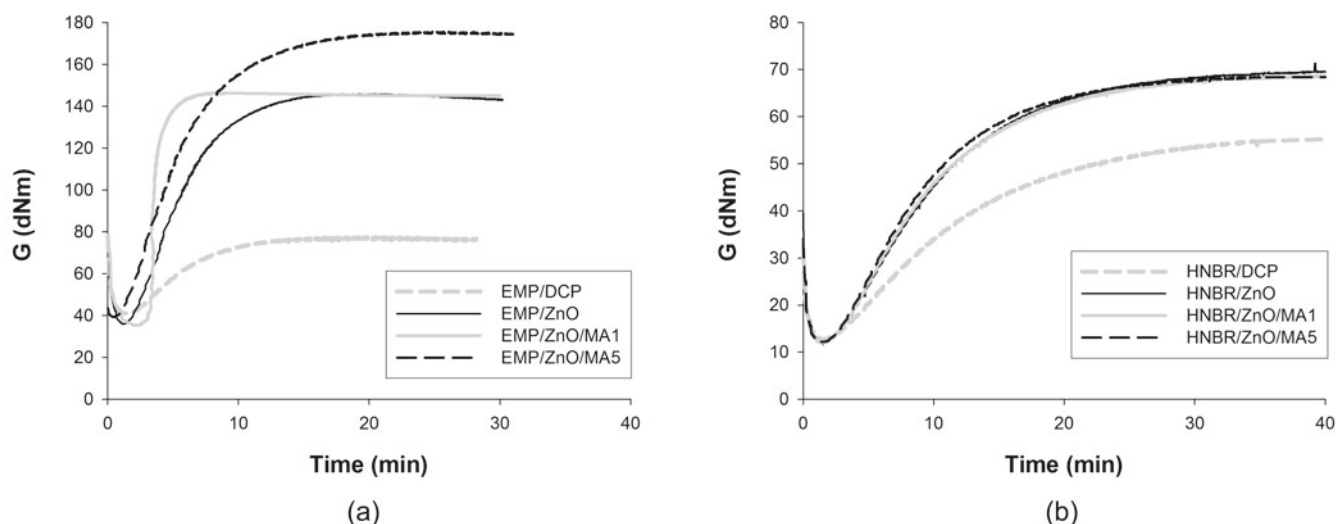 180
160
140
120
100
80
60
40
20
0
G (dNm)
EMP/DCP
EMP/ZnO
EMP/ZnO/MA1
EMP/ZnO/MA5
0 10 20 30 40
Time (min)
(a)
80
70
60
50
40
30
20
10
0
G (dNm)
HNBR/DCP
HNBR/ZnO
HNBR/ZnO/MA1
HNBR/ZnO/MA5
0 10 20 30 40
Time (min)
(b)